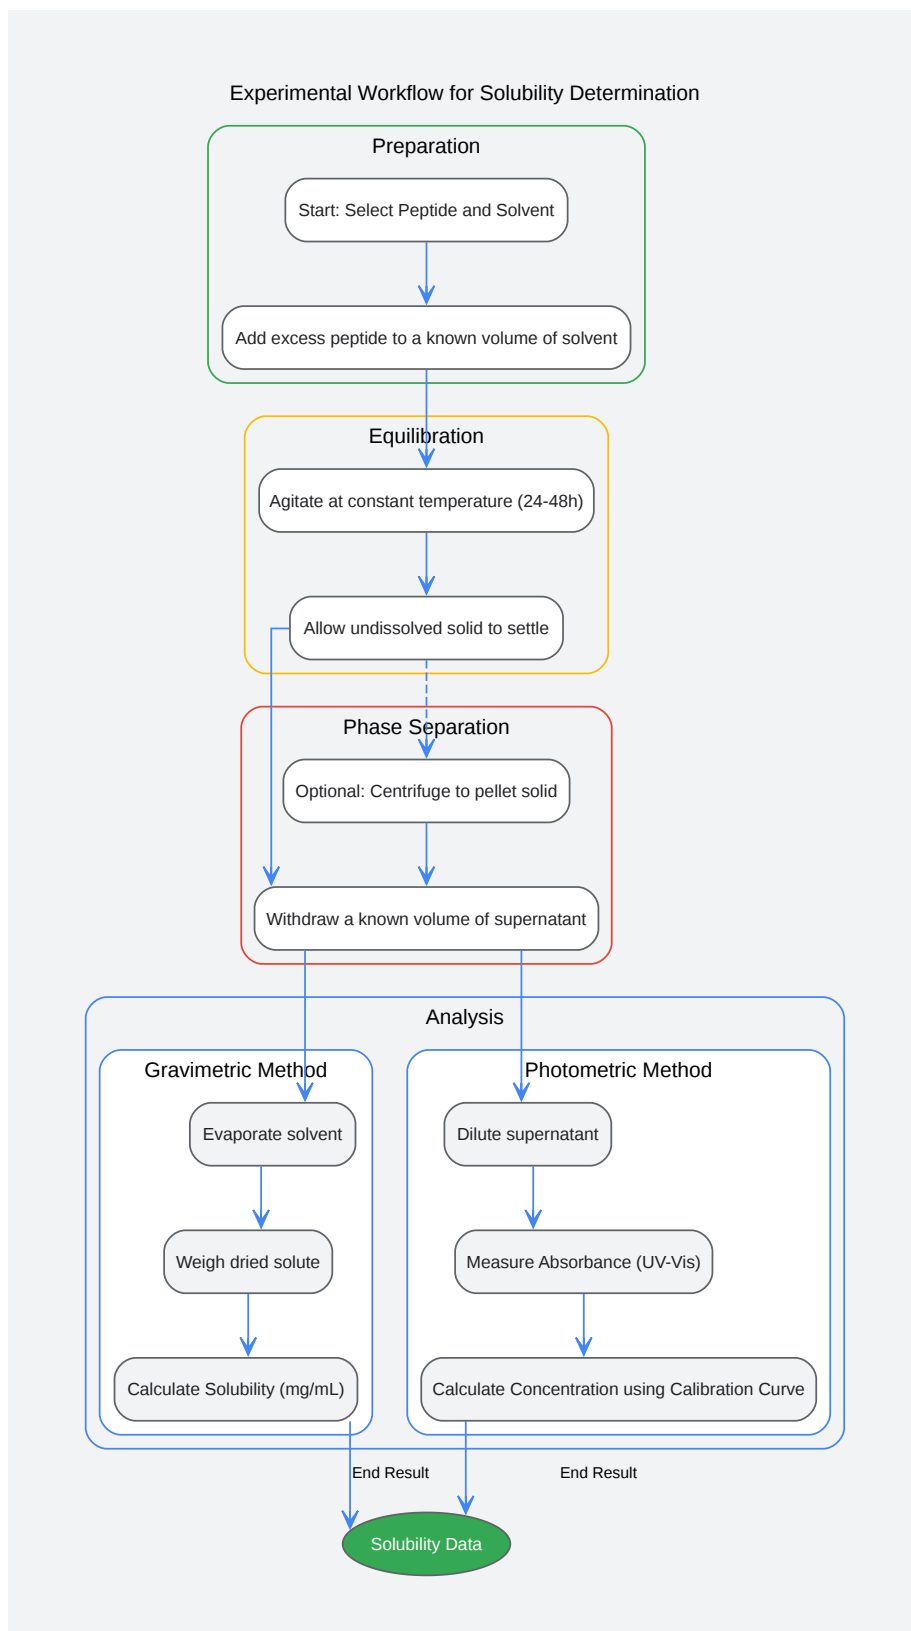 Experimental Workflow for Solubility Determination
Preparation
Start: Select Peptide and Solvent
Add excess peptide to a known volume of solvent
Equilibration
Agitate at constant temperature (24-48h)
Allow undissolved solid to settle
Phase Separation
Optional: Centrifuge to pellet solid
Withdraw a known volume of supernatant
Analysis
Gravimetric Method
Evaporate solvent
Weigh dried solute
Calculate Solubility (mg/mL)
Photometric Method
Dilute supernatant
Measure Absorbance (UV-Vis)
Calculate Concentration using Calibration Curve
End Result
End Result
Solubility Data